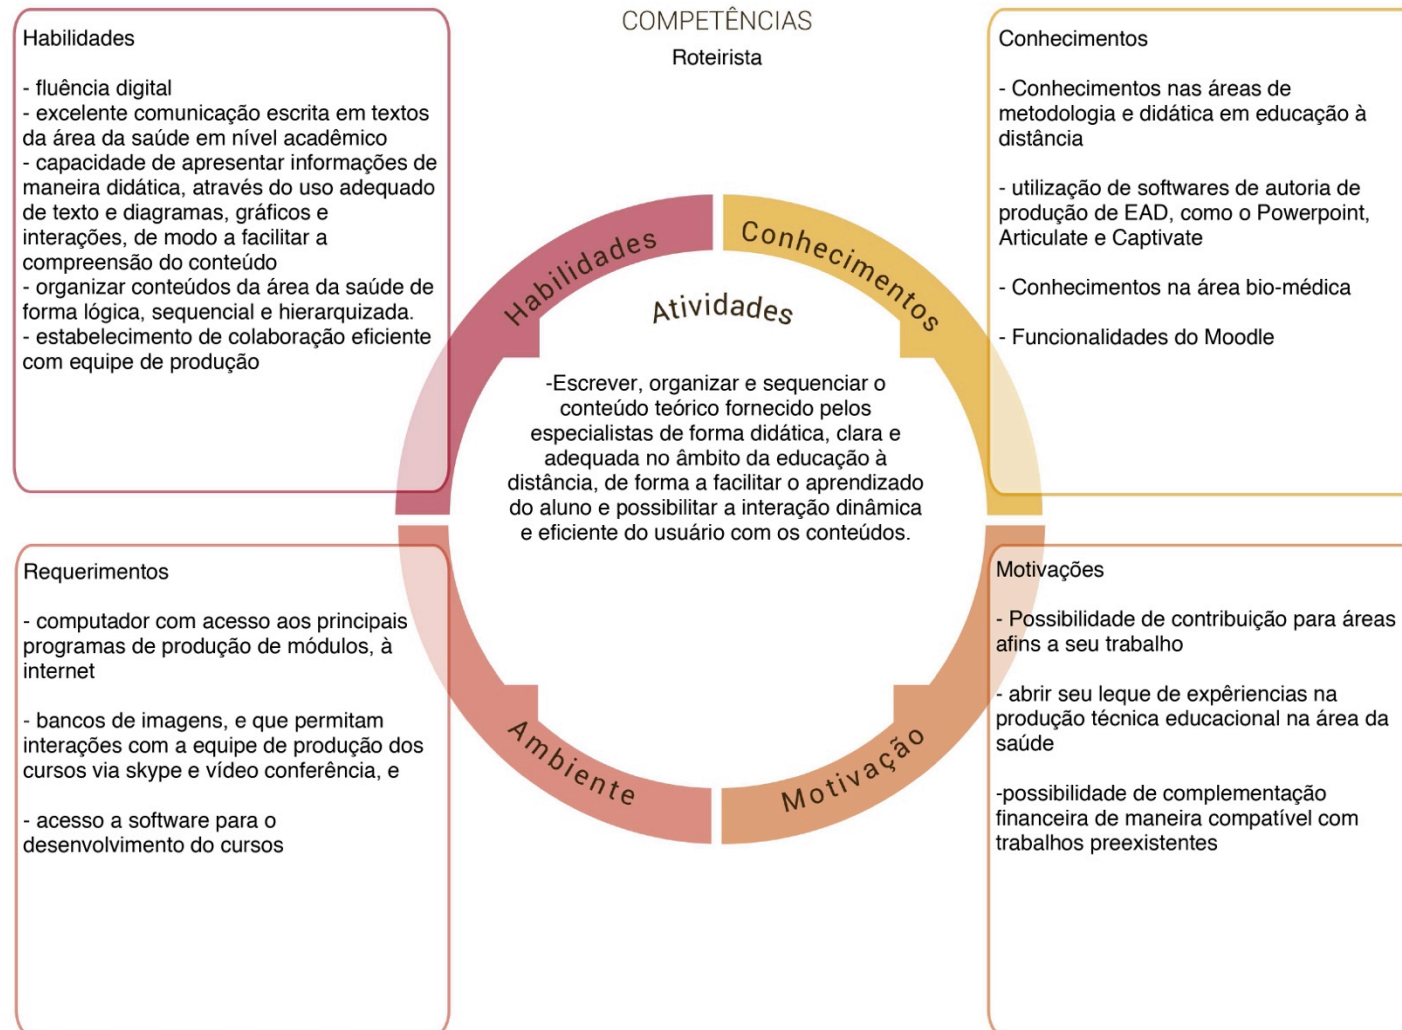 COMPETÊNCIAS
Roteirista
Habilidades
- fluência digital
- excelente comunicação escrita em textos
da área da saúde em nível acadêmico
- capacidade de apresentar informações de
maneira didática, através do uso adequado
de texto e diagramas, gráficos e
interações, de modo a facilitar a
compreensão do conteúdo
- organizar conteúdos da área da saúde de
forma lógica, sequencial e hierarquizada.
- estabelecimento de colaboração eficiente
com equipe de produção
Conhecimentos
- Conhecimentos nas áreas de
metodologia e didática em educação à
distância
- utilização de softwares de autoria de
produção de EAD, como o Powerpoint,
Articulate e Captivate
- Conhecimentos na área bio-médica
- Funcionalidades do Moodle
Habilidades
Conhecimentos
Atividades
-Escrever, organizar e sequenciar o
conteúdo teórico fornecido pelos
especialistas de forma didática, clara e
adequada no âmbito da educação à
distância, de forma a facilitar o aprendizado
do aluno e possibilitar a interação dinâmica
e eficiente do usuário com os conteúdos.
Ambiente
Motivação
Requerimentos
- computador com acesso aos principais
programas de produção de módulos, à
internet
- bancos de imagens, e que permitam
interações com a equipe de produção dos
cursos via skype e vídeo conferência, e
- acesso a software para o
desenvolvimento do cursos
Motivações
- Possibilidade de contribuição para áreas
afins a seu trabalho
- abrir seu leque de expêriencias na
produção técnica educacional na área da
saúde
-possibilidade de complementação
financeira de maneira compatível com
trabalhos preexistentes